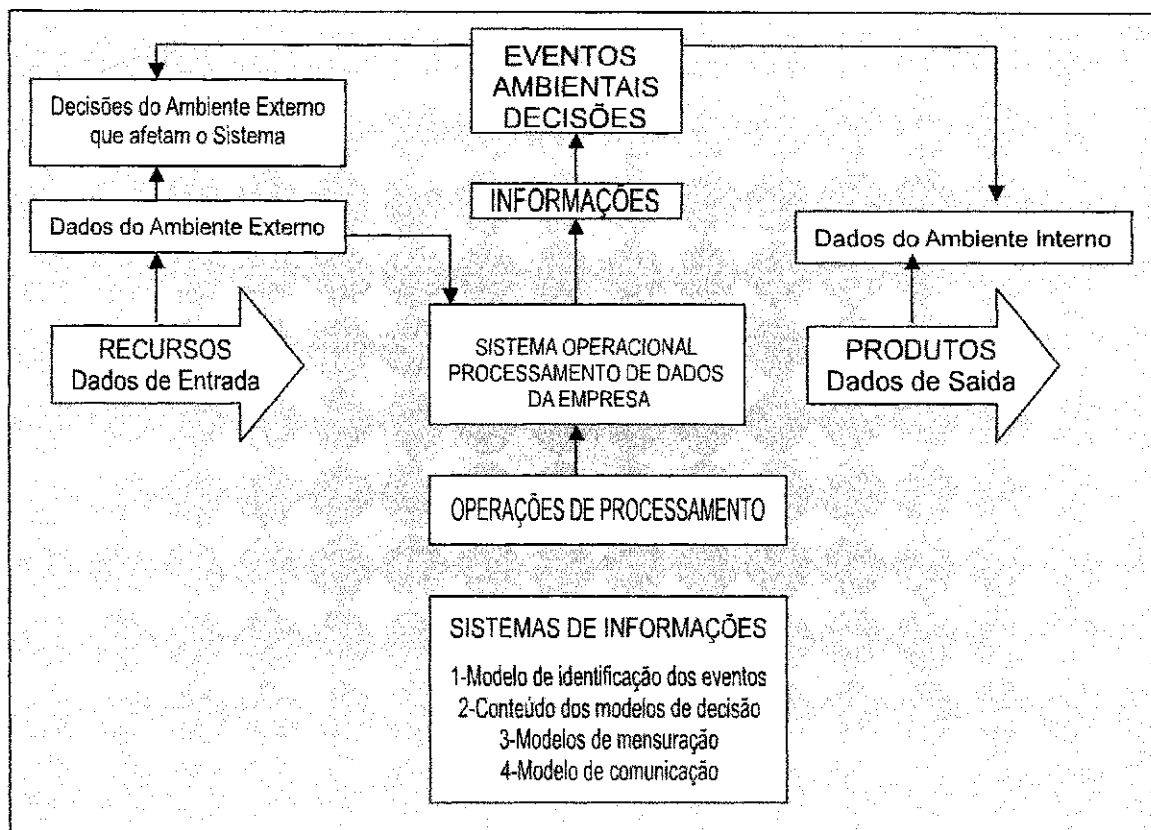 EVENTOS
AMBIENTAIS
DECISÕES
Decisões do Ambiente Externo
que afetam o Sistema
INFORMAÇÕES
Dados do Ambiente Externo
Dados do Ambiente Interno
RECURSOS
Dados de Entrada
SISTEMA OPERACIONAL
PROCESSAMENTO DE DADOS
DA EMPRESA
PRODUTOS
Dados de Saida
OPERAÇÕES DE PROCESSAMENTO
SISTEMAS DE INFORMAÇÕES
1-Modelo de identificação dos eventos
2-Conteúdo dos modelos de decisão
3-Modelos de mensuração
4-Modelo de comunicação